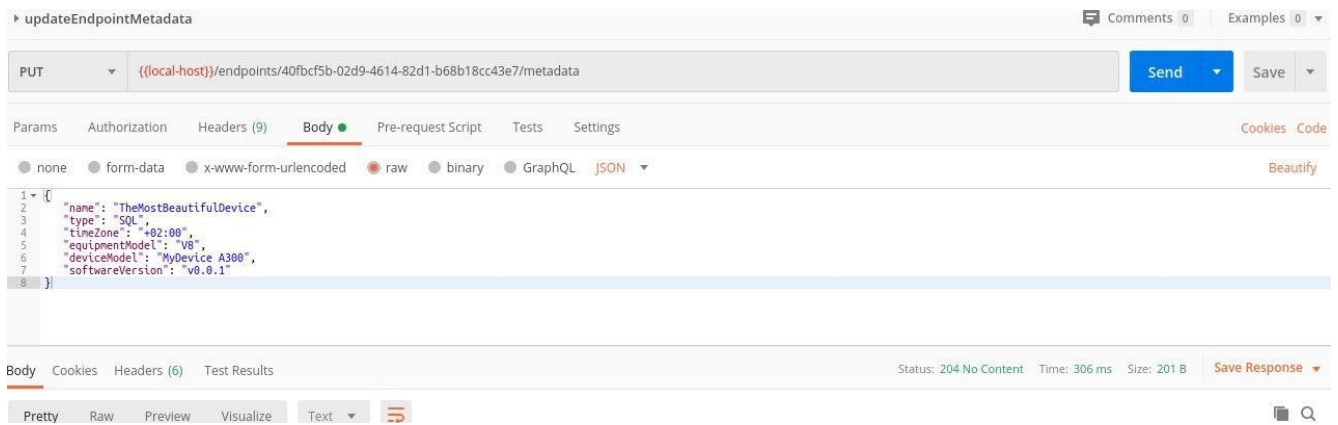 updateEndpointMetadata Comments 0 Examples 0
PUT {{local-host}}/endpoints/40fbcf5b-02d9-4614-82d1-b68b18cc43e7/metadata Send Save
Params Authorization Headers (9) Body Pre-request Script Tests Settings Cookies Code
none form-data x-www-form-urlencoded raw binary GraphQL JSON Beautify
1 {
2 "name": "TheMostBeautifulDevice",
3 "type": "SQL",
4 "timeZone": "+02:00",
5 "equipmentModel": "V8",
6 "deviceModel": "MyDevice A300",
7 "softwareVersion": "v0.0.1"
8 }
Body Cookies Headers (6) Test Results Status: 204 No Content Time: 306 ms Size: 201 B Save Response
Pretty Raw Preview Visualize Text